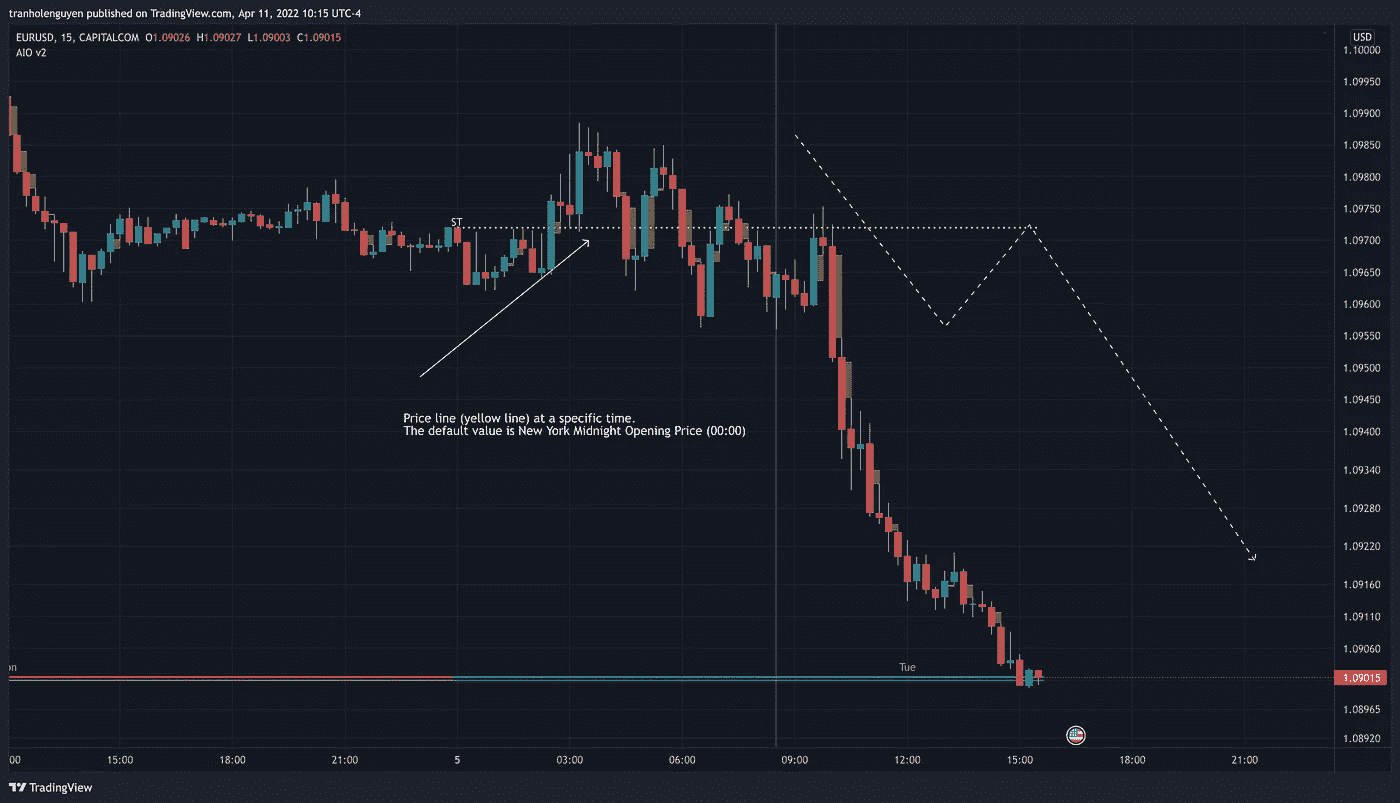 tranholenguyen published on TradingView.com, Apr 11, 2022 10:15 UTC-4
EURUSD, 15, CAPITALCOM O1.09026 H1.09027 L1.09003 C1.09015
AIO v2
USD
1.10000
1.09950
1.09900
1.09850
1.09800
1.09750
1.09700
1.09650
1.09600
1.09550
1.09500
1.09450
1.09400
1.09340
1.09280
1.09220
1.09160
1.09110
1.09060
1.09015
1.08965
1.08920
ST
Price line (yellow line) at a specific time.
The default value is New York Midnight Opening Price (00:00)
on
Tue
:00 15:00 18:00 21:00 5 03:00 06:00 09:00 12:00 15:00 18:00 21:00
TradingView